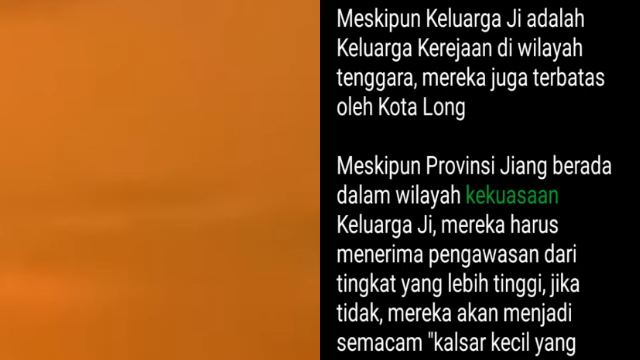 Meskipun Keluarga Ji adalah
Keluarga Kerejaan di wilayah
tenggara, mereka juga terbatas
oleh Kota Long
Meskipun Provinsi Jiang berada
dalam wilayah kekuasaan
Keluarga Ji, mereka harus
menerima pengawasan dari
tingkat yang lebih tinggi, jika
tidak, mereka akan menjadi
semacam "kalsar kecil yang